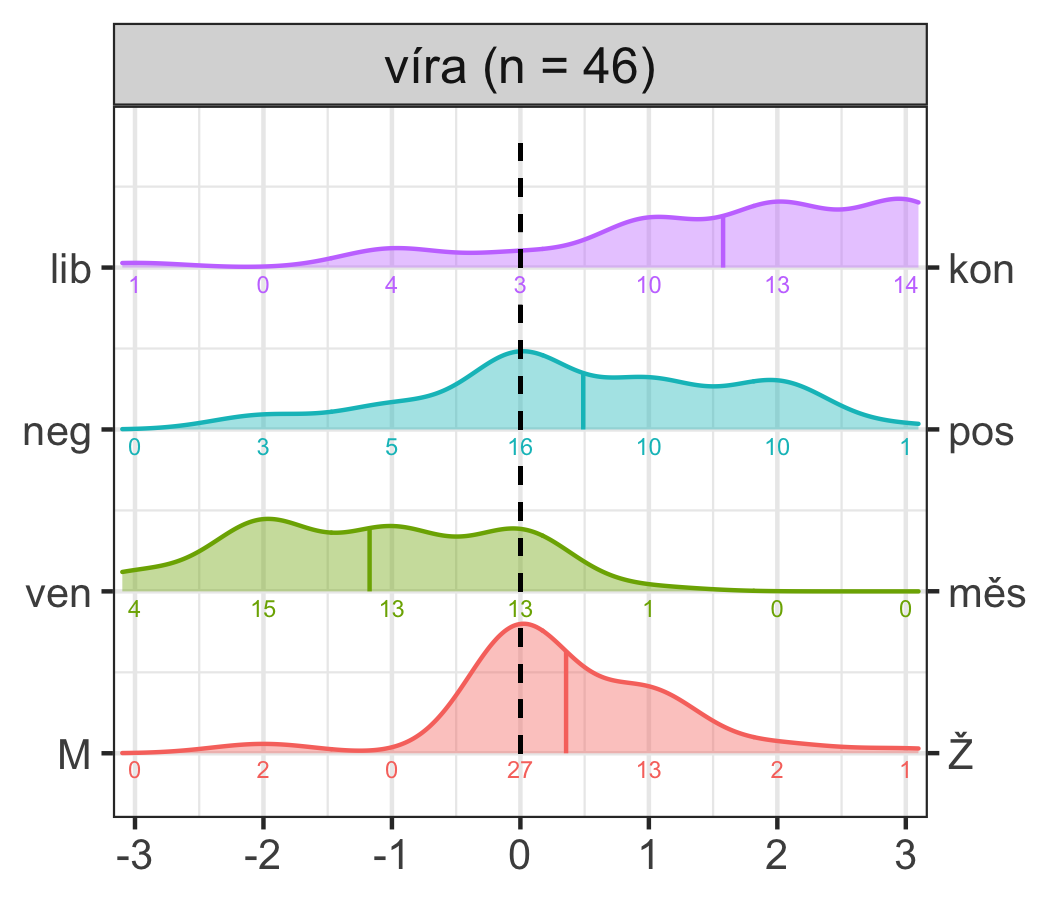 víra (n = 46)
lib kon
1 0 4 3 10 13 14
neg pos
0 3 5 16 10 10 1
ven měs
4 15 13 13 1 0 0
M Ž
0 2 0 27 13 2 1
-3 -2 -1 0 1 2 3